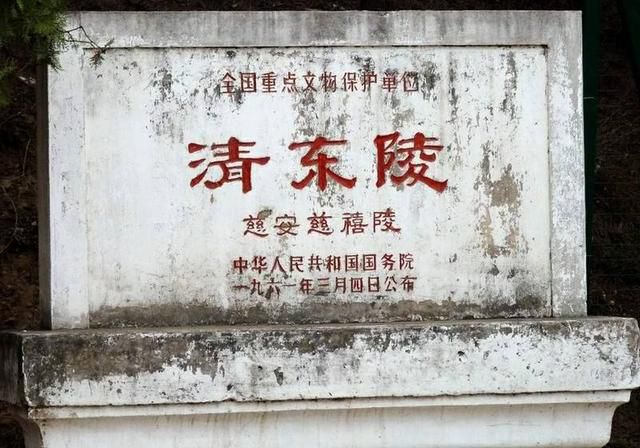 全国重点文物保护单位
清东陵
慈安慈禧陵
中华人民共和国国务院
一九六一年三月四日公布